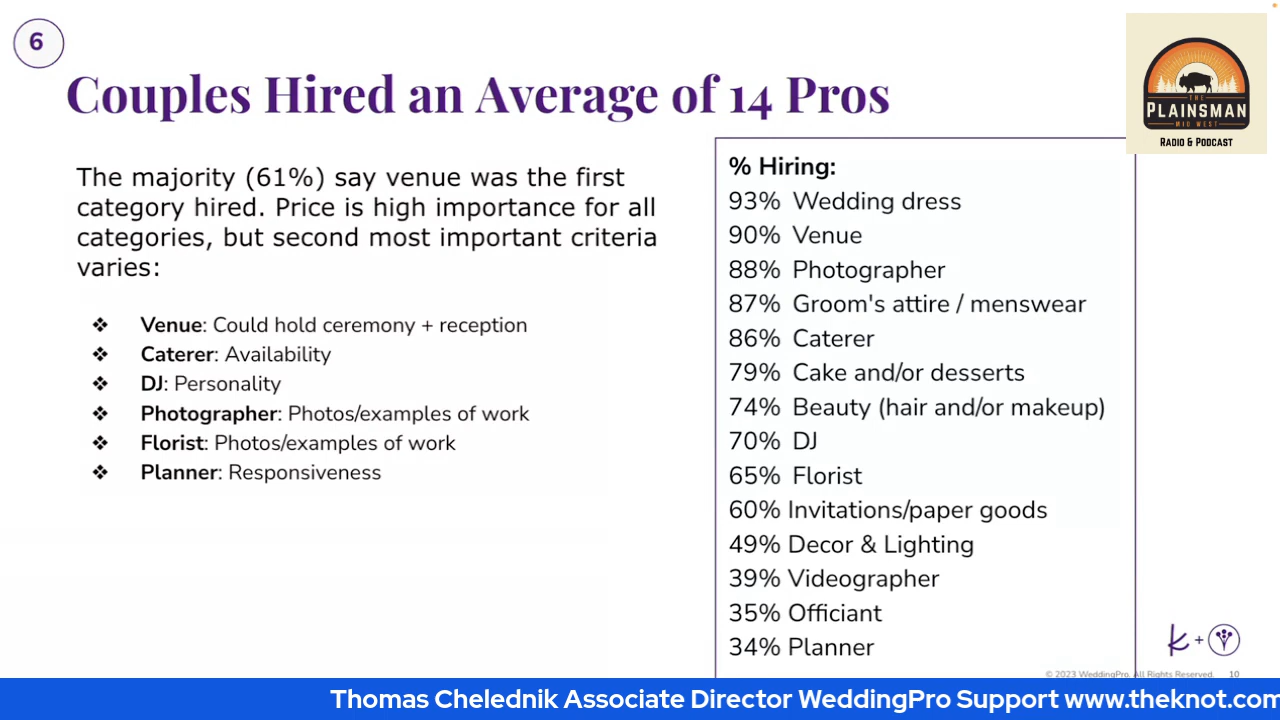 6
Couples Hired an Average of 14 Pros
The majority (61%) say venue was the first
category hired. Price is high importance for all
categories, but second most important criteria
varies:
❖ Venue: Could hold ceremony + reception
❖ Caterer: Availability
❖ DJ: Personality
❖ Photographer: Photos/examples of work
❖ Florist: Photos/examples of work
❖ Planner: Responsiveness
% Hiring:
93% Wedding dress
90% Venue
88% Photographer
87% Groom's attire / menswear
86% Caterer
79% Cake and/or desserts
74% Beauty (hair and/or makeup)
70% DJ
65% Florist
60% Invitations/paper goods
49% Decor & Lighting
39% Videographer
35% Officiant
34% Planner
THE
PLAINSMAN
MID WEST
RADIO & PODCAST
k +
© 2023 WeddingPro. All Rights Reserved. 10
Thomas Chelednik Associate Director WeddingPro Support www.theknot.com